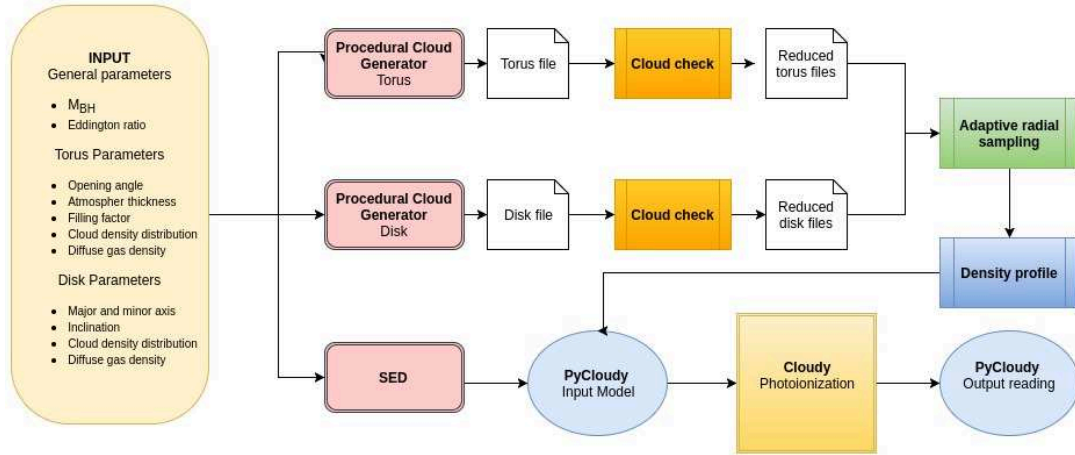 INPUT
General parameters
• MBH
• Eddington ratio
Torus Parameters
• Opening angle
• Atmospher thickness
• Filling factor
• Cloud density distribution
• Diffuse gas density
Disk Parameters
• Major and minor axis
• Inclination
• Cloud density distribution
• Diffuse gas density
Procedural Cloud
Generator
Torus
Torus file
Cloud check
Reduced
torus files
Procedural Cloud
Generator
Disk
Disk file
Cloud check
Reduced
disk files
Adaptive radial
sampling
Density profile
SED
PyCloudy
Input Model
Cloudy
Photoionization
PyCloudy
Output reading